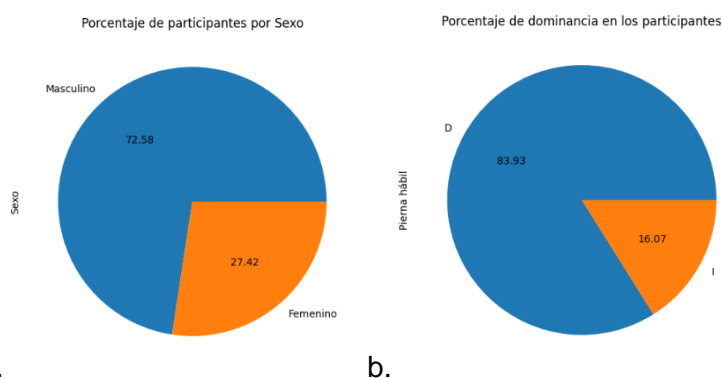 Porcentaje de participantes por Sexo
Masculino
72.58
Sexo
27.42
Femenino
.
Porcentaje de dominancia en los participantes
D
83.93
Pierna hábil
16.07
I
b.